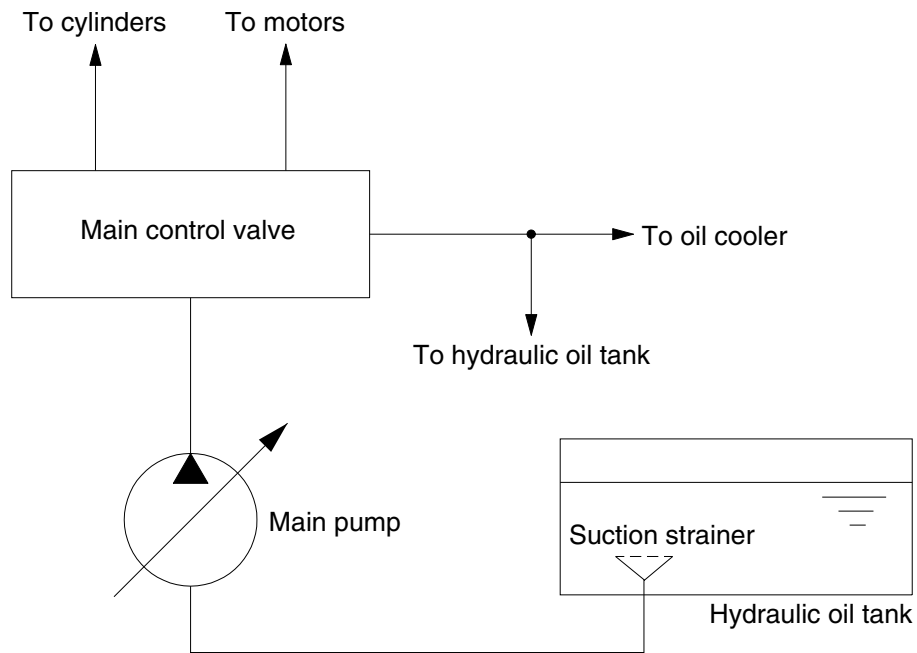 To cylinders
To motors
Main control valve
To oil cooler
To hydraulic oil tank
Main pump
Suction strainer
Hydraulic oil tank